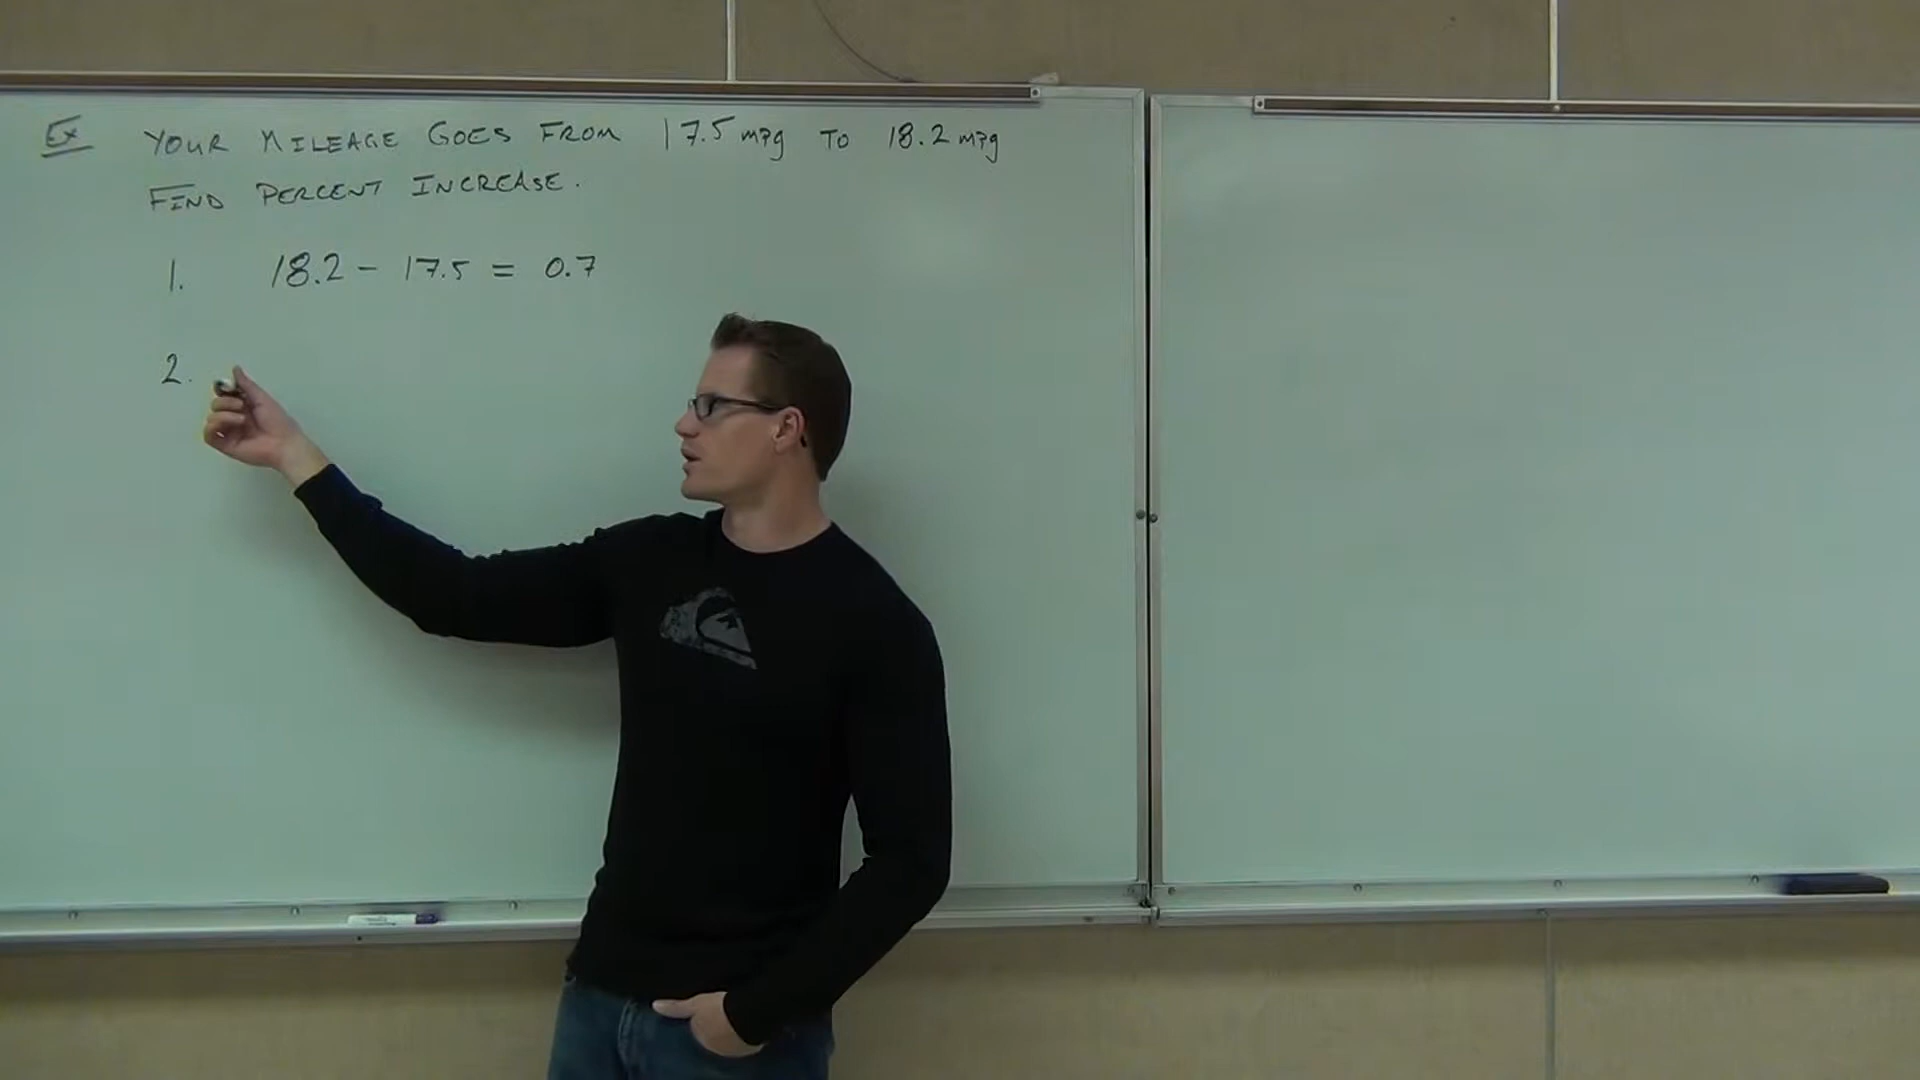 Ex YOUR MILEAGE GOES FROM 17.5 mpg TO 18.2 mpg
FIND PERCENT INCREASE.
1. 18.2 - 17.5 = 0.7
2.